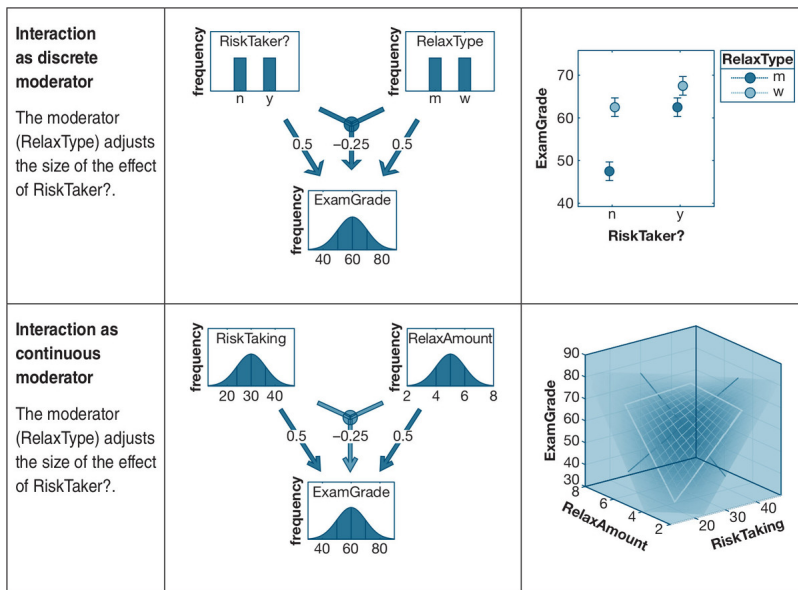 Interaction
as discrete
moderator
The moderator
(RelaxType) adjusts
the size of the effect
of RiskTaker?.
frequency
RiskTaker?
n y
frequency
RelaxType
m w
0.5 −0.25 0.5
frequency
ExamGrade
40 60 80
ExamGrade
70
60
50
40
n y
RiskTaker?
RelaxType
m
w
Interaction as
continuous
moderator
The moderator
(RelaxType) adjusts
the size of the effect
of RiskTaker?.
frequency
RiskTaking
20 30 40
frequency
RelaxAmount
2 4 6 8
0.5 −0.25 0.5
frequency
ExamGrade
40 60 80
ExamGrade
90
80
70
60
50
40
30
8 6 4 2
RelaxAmount
20 30 40
RiskTaking